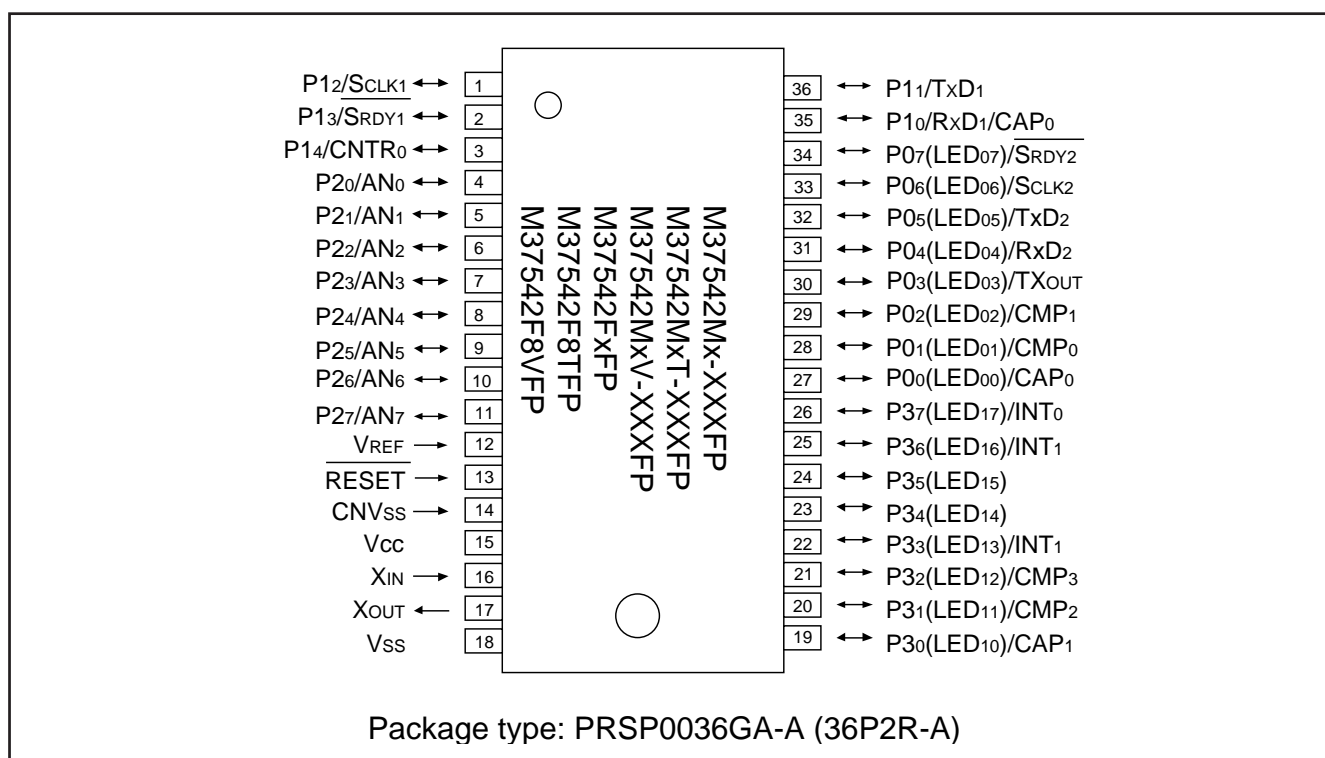 P12/SCLK1
P13/SRDY1
P14/CNTR0
P20/AN0
P21/AN1
P22/AN2
P23/AN3
P24/AN4
P25/AN5
P26/AN6
P27/AN7
VREF
RESET
CNVSS
Vcc
XIN
XOUT
VSS
1
2
3
4
5
6
7
8
9
10
11
12
13
14
15
16
17
18
M37542Mx-XXXFP
M37542MxT-XXXFP
M37542MxV-XXXFP
M37542FxFP
M37542F8TFP
M37542F8VFP
36
35
34
33
32
31
30
29
28
27
26
25
24
23
22
21
20
19
P11/TxD1
P10/RxD1/CAP0
P07(LED07)/SRDY2
P06(LED06)/SCLK2
P05(LED05)/TxD2
P04(LED04)/RxD2
P03(LED03)/TXOUT
P02(LED02)/CMP1
P01(LED01)/CMP0
P00(LED00)/CAP0
P37(LED17)/INT0
P36(LED16)/INT1
P35(LED15)
P34(LED14)
P33(LED13)/INT1
P32(LED12)/CMP3
P31(LED11)/CMP2
P30(LED10)/CAP1
Package type: PRSP0036GA-A (36P2R-A)